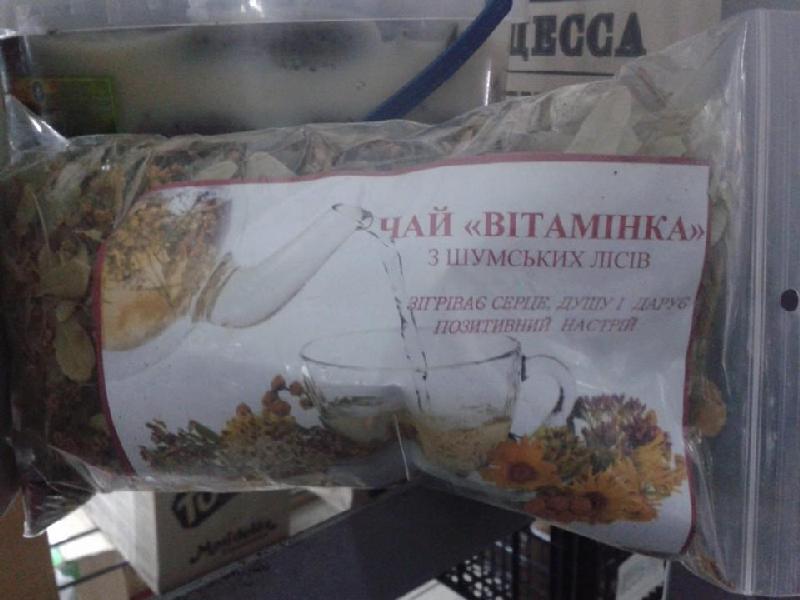 ЦЕССА
ЧАЙ «ВІТАМІНКА»
З ШУМСЬКИХ ЛІСІВ
ЗІГРІВАЄ СЕРЦЕ, ДУШУ І ДАРУЄ
ПОЗИТИВНИЙ НАСТРІЙ